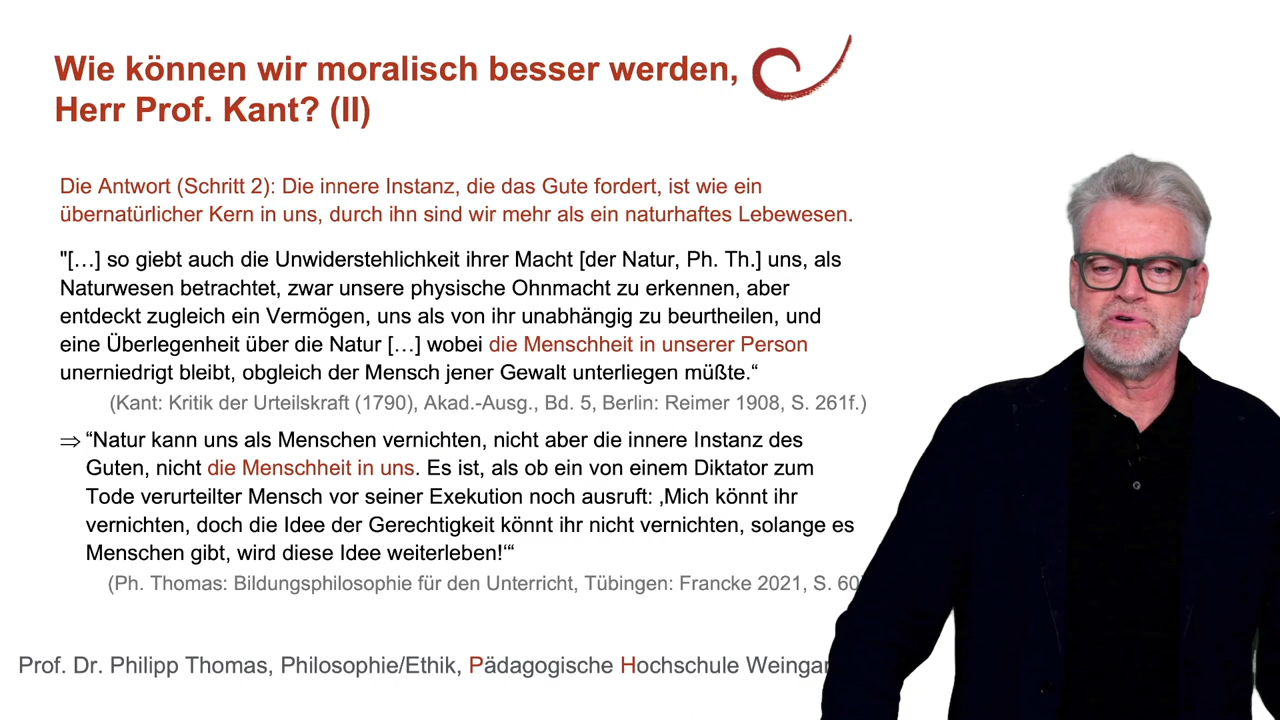 Wie können wir moralisch besser werden,
Herr Prof. Kant? (II)
Die Antwort (Schritt 2): Die innere Instanz, die das Gute fordert, ist wie ein
übernatürlicher Kern in uns, durch ihn sind wir mehr als ein naturhaftes Lebewesen.
"[…] so giebt auch die Unwiderstehlichkeit ihrer Macht [der Natur, Ph. Th.] uns, als
Naturwesen betrachtet, zwar unsere physische Ohnmacht zu erkennen, aber
entdeckt zugleich ein Vermögen, uns als von ihr unabhängig zu beurtheilen, und
eine Überlegenheit über die Natur […] wobei die Menschheit in unserer Person
unerniedrigt bleibt, obgleich der Mensch jener Gewalt unterliegen müßte.“
(Kant: Kritik der Urteilskraft (1790), Akad.-Ausg., Bd. 5, Berlin: Reimer 1908, S. 261f.)
⇒ “Natur kann uns als Menschen vernichten, nicht aber die innere Instanz des
Guten, nicht die Menschheit in uns. Es ist, als ob ein von einem Diktator zum
Tode verurteilter Mensch vor seiner Exekution noch ausruft: ‚Mich könnt ihr
vernichten, doch die Idee der Gerechtigkeit könnt ihr nicht vernichten, solange es
Menschen gibt, wird diese Idee weiterleben!‘“
(Ph. Thomas: Bildungsphilosophie für den Unterricht, Tübingen: Francke 2021, S. 60
Prof. Dr. Philipp Thomas, Philosophie/Ethik, Pädagogische Hochschule